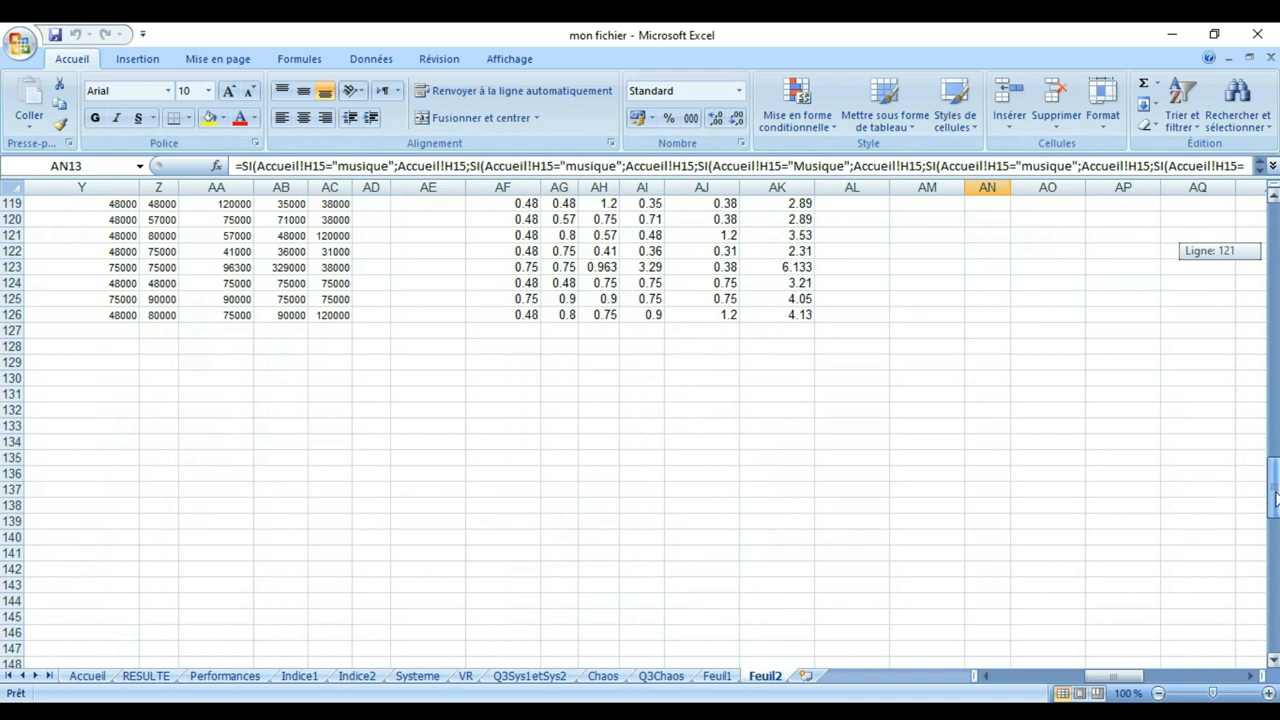 mon fichier - Microsoft Excel
Accueil Insertion Mise en page Formules Données Révision Affichage
Coller
Presse-p...
Arial 10
G I S
Police
Renvoyer à la ligne automatiquement
Fusionner et centrer
Alignement
Standard
% 000
Nombre
Mise en forme conditionnelle
Mettre sous forme de tableau
Styles de cellules
Style
Insérer Supprimer Format
Cellules
Trier et filtrer
Rechercher et sélectionner
Édition
AN13 fx =SI(Accueil!H15="musique";Accueil!H15;SI(Accueil!H15="musique";Accueil!H15;SI(Accueil!H15="Musique";Accueil!H15;SI(Accueil!H15="musique";Accueil!H15;SI(Accueil!H15=
Y Z AA AB AC AD AE AF AG AH AI AJ AK AL AM AN AO AP AQ
119 48000 48000 120000 35000 38000 0.48 0.48 1.2 0.35 0.38 2.89
120 48000 57000 75000 71000 38000 0.48 0.57 0.75 0.71 0.38 2.89
121 48000 80000 57000 48000 120000 0.48 0.8 0.57 0.48 1.2 3.53
122 48000 75000 41000 36000 31000 0.48 0.75 0.41 0.36 0.31 2.31
Ligne: 121
123 75000 75000 96300 329000 38000 0.75 0.75 0.963 3.29 0.38 6.133
124 48000 48000 75000 75000 75000 0.48 0.48 0.75 0.75 0.75 3.21
125 75000 90000 90000 75000 75000 0.75 0.9 0.9 0.75 0.75 4.05
126 48000 80000 75000 90000 120000 0.48 0.8 0.75 0.9 1.2 4.13
127
128
129
130
131
132
133
134
135
136
137
138
139
140
141
142
143
144
145
146
147
148
Accueil RESULTE Performances Indice1 Indice2 Systeme VR Q3Sys1etSys2 Chaos Q3Chaos Feuil1 Feuil2
Prêt 100 %